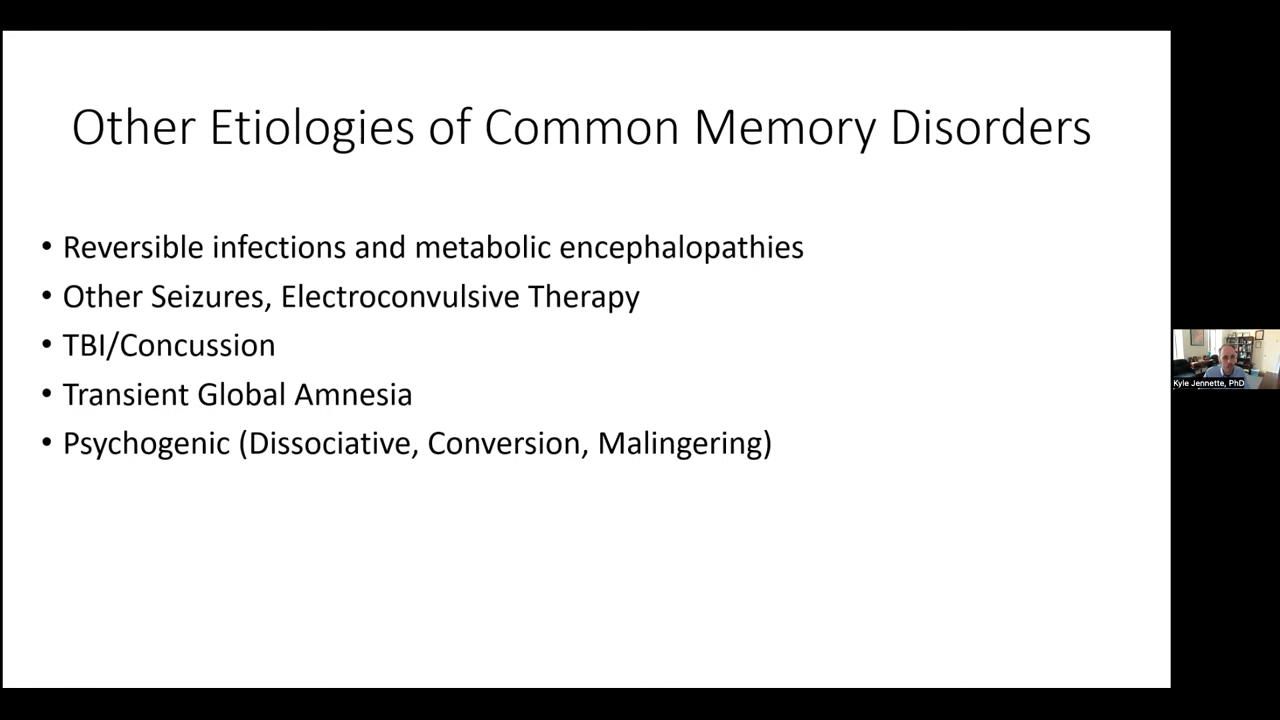 Other Etiologies of Common Memory Disorders
• Reversible infections and metabolic encephalopathies
• Other Seizures, Electroconvulsive Therapy
• TBI/Concussion
• Transient Global Amnesia
• Psychogenic (Dissociative, Conversion, Malingering)
Kyle Jennette, PhD